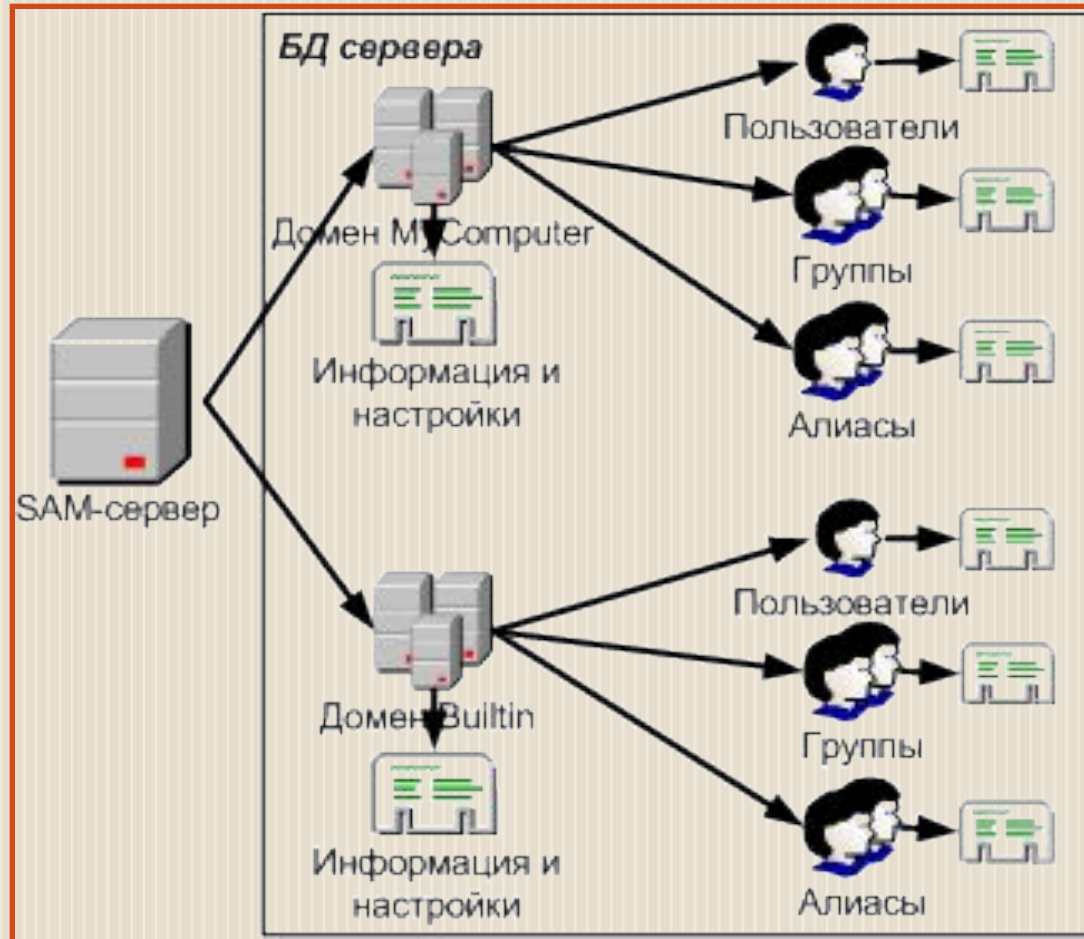 БД сервера
Пользователи
Домен MyComputer
Группы
Информация и
настройки
Алиасы
SAM-сервер
Пользователи
Домен Builtin
Группы
Информация и
настройки
Алиасы